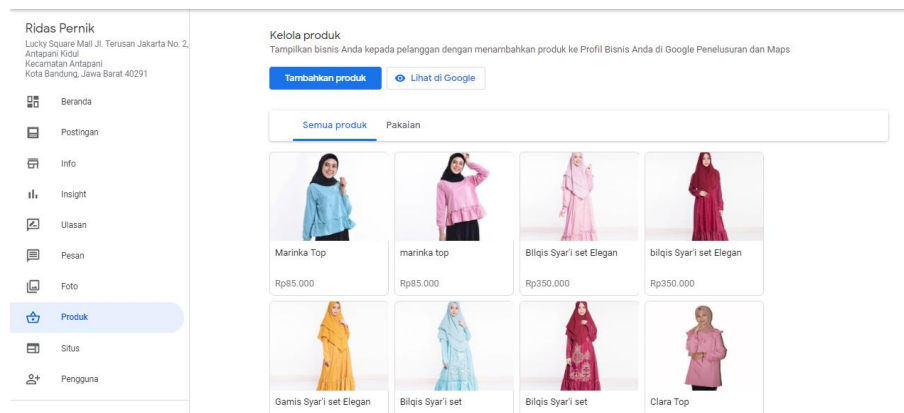 Ridas Pernik
Lucky Square Mall Jl. Terusan Jakarta No. 2,
Antapani Kidul
Kecamatan Antapani
Kota Bandung, Jawa Barat 40291
Beranda
Postingan
Info
Insight
Ulasan
Pesan
Foto
Produk
Situs
Pengguna
Kelola produk
Tampilkan bisnis Anda kepada pelanggan dengan menambahkan produk ke Profil Bisnis Anda di Google Penelusuran dan Maps
Tambahkan produk
Lihat di Google
Semua produk Pakaian
Marinka Top
Rp85.000
marinka top
Rp85.000
Bilqis Syar'i set Elegan
Rp350.000
bilqis Syar'i set Elegan
Rp350.000
Gamis Syar'i set Elegan
Bilqis Syar'i set
Bilqis Syar'i set
Clara Top